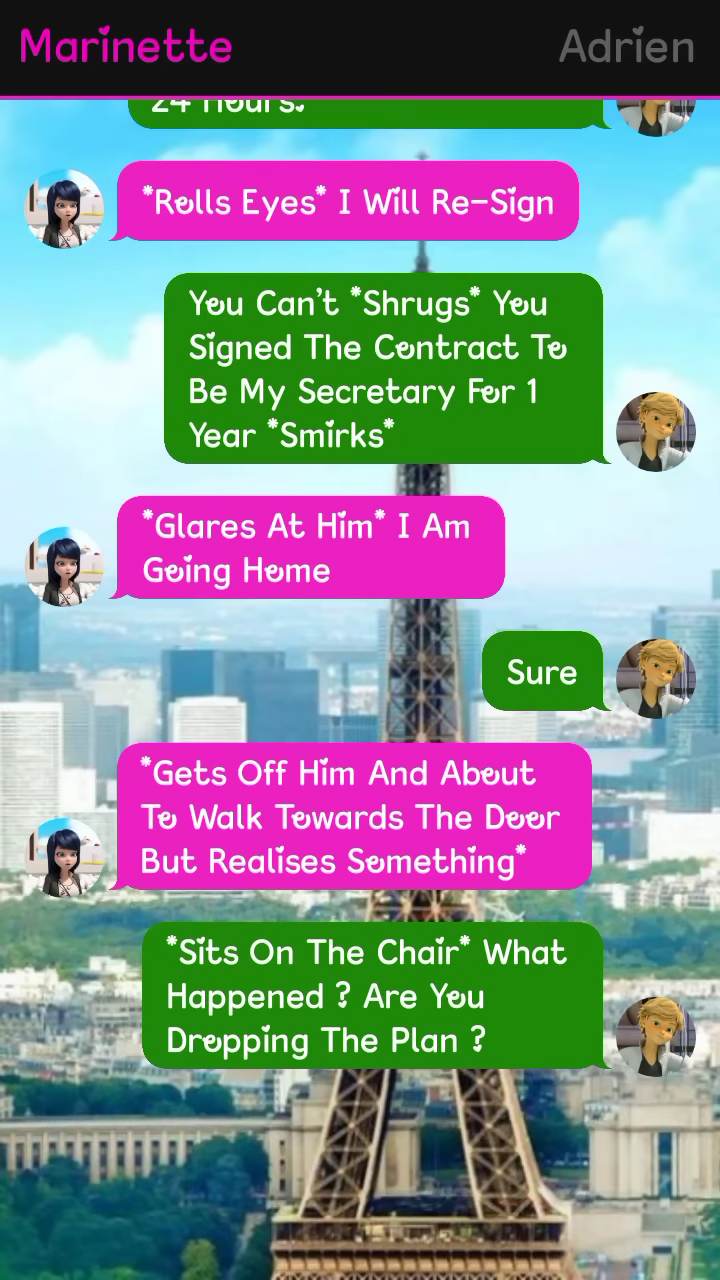 Marinette Adrien
24 Hours.
*Rolls Eyes* I Will Re-Sign
You Can't *Shrugs* You
Signed The Contract To
Be My Secretary For 1
Year *Smirks*
*Glares At Him* I Am
Going Home
Sure
*Gets Off Him And About
To Walk Towards The Door
But Realises Something*
*Sits On The Chair* What
Happened ? Are You
Dropping The Plan ?